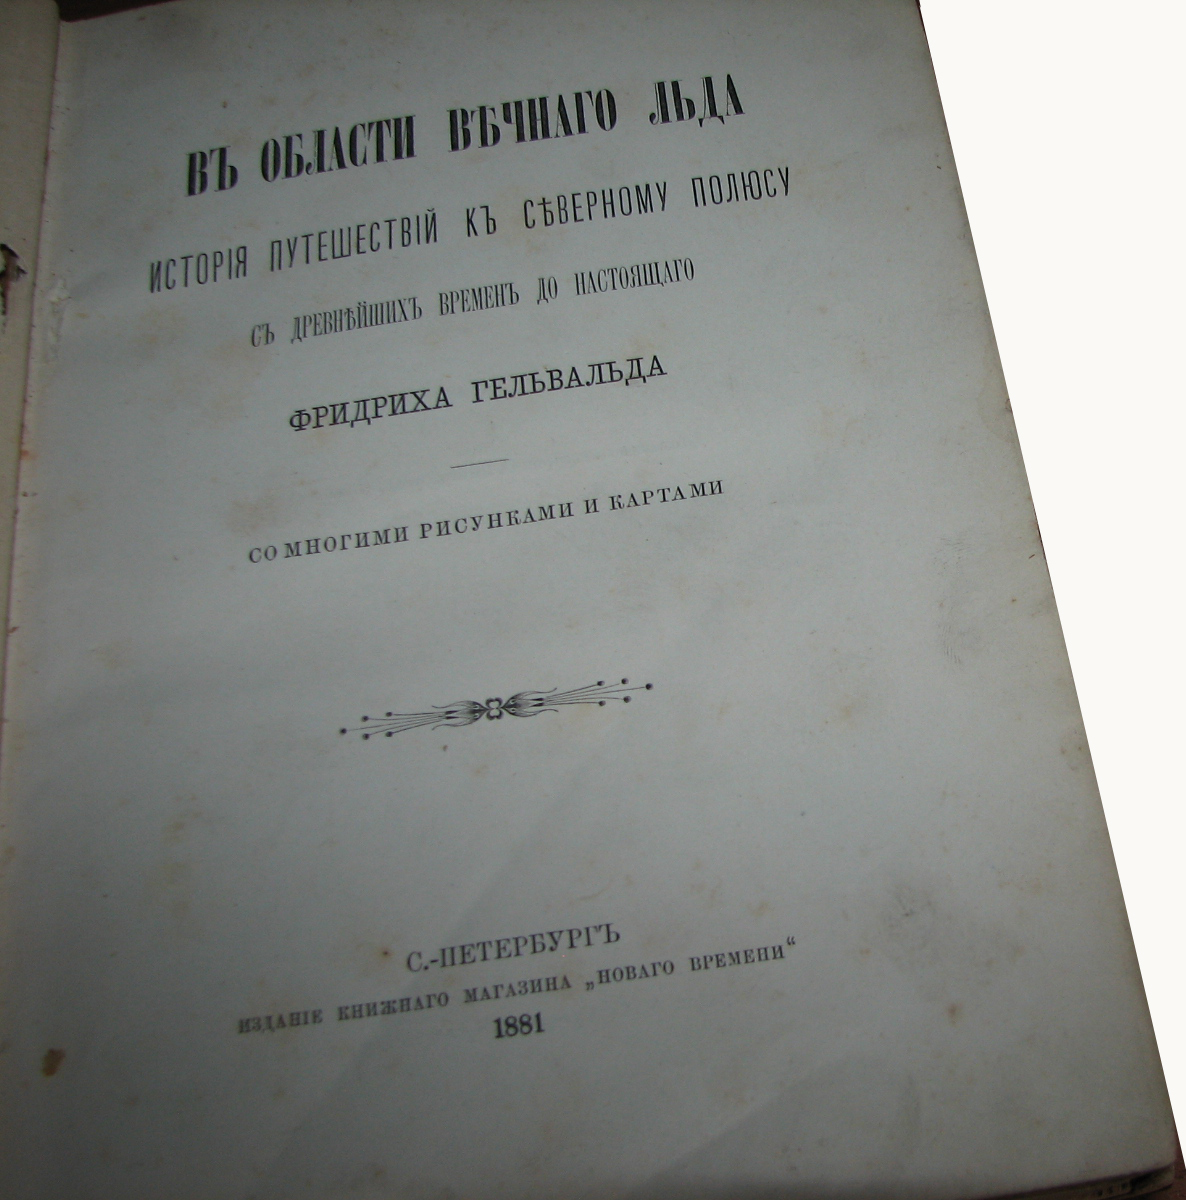 ВЪ ОБЛАСТИ ВѢЧНАГО ЛЬДА
ИСТОРІЯ ПУТЕШЕСТВІЙ КЪ СѢВЕРНОМУ ПОЛЮСУ
СЪ ДРЕВНѢЙШИХЪ ВРЕМЕНЪ ДО НАСТОЯЩАГО
ФРИДРИХА ГЕЛЬВАЛЬДА
СО МНОГИМИ РИСУНКАМИ И КАРТАМИ
С.-ПЕТЕРБУРГЪ
ИЗДАНІЕ КНИЖНАГО МАГАЗИНА „НОВАГО ВРЕМЕНИ“
1881